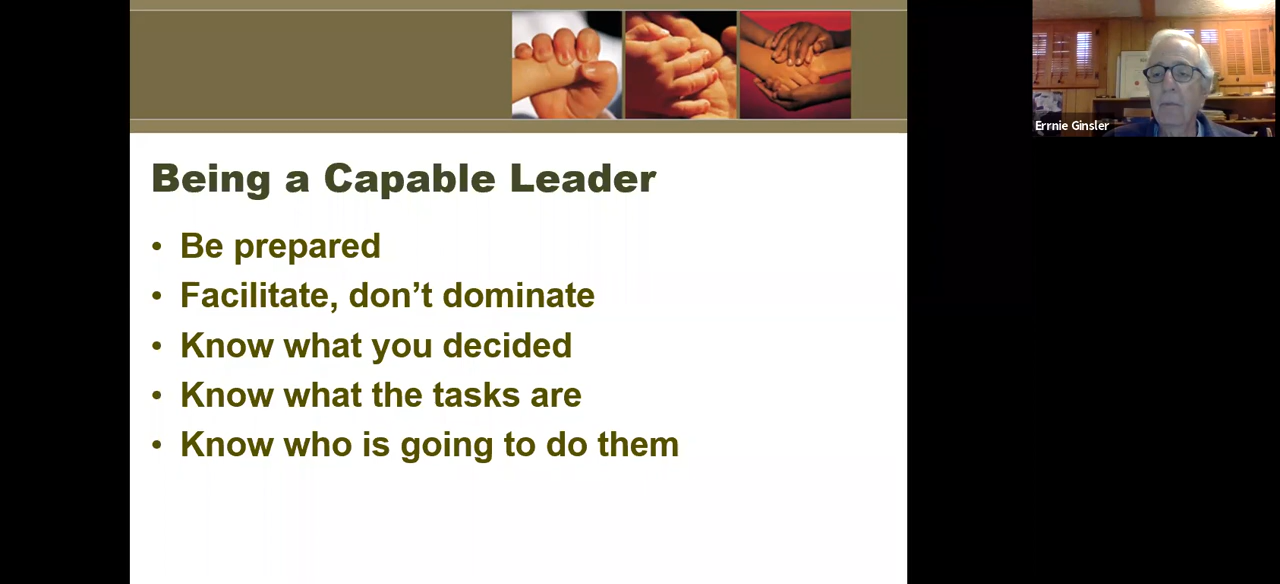 Being a Capable Leader
• Be prepared
• Facilitate, don’t dominate
• Know what you decided
• Know what the tasks are
• Know who is going to do them
Errnie Ginsler